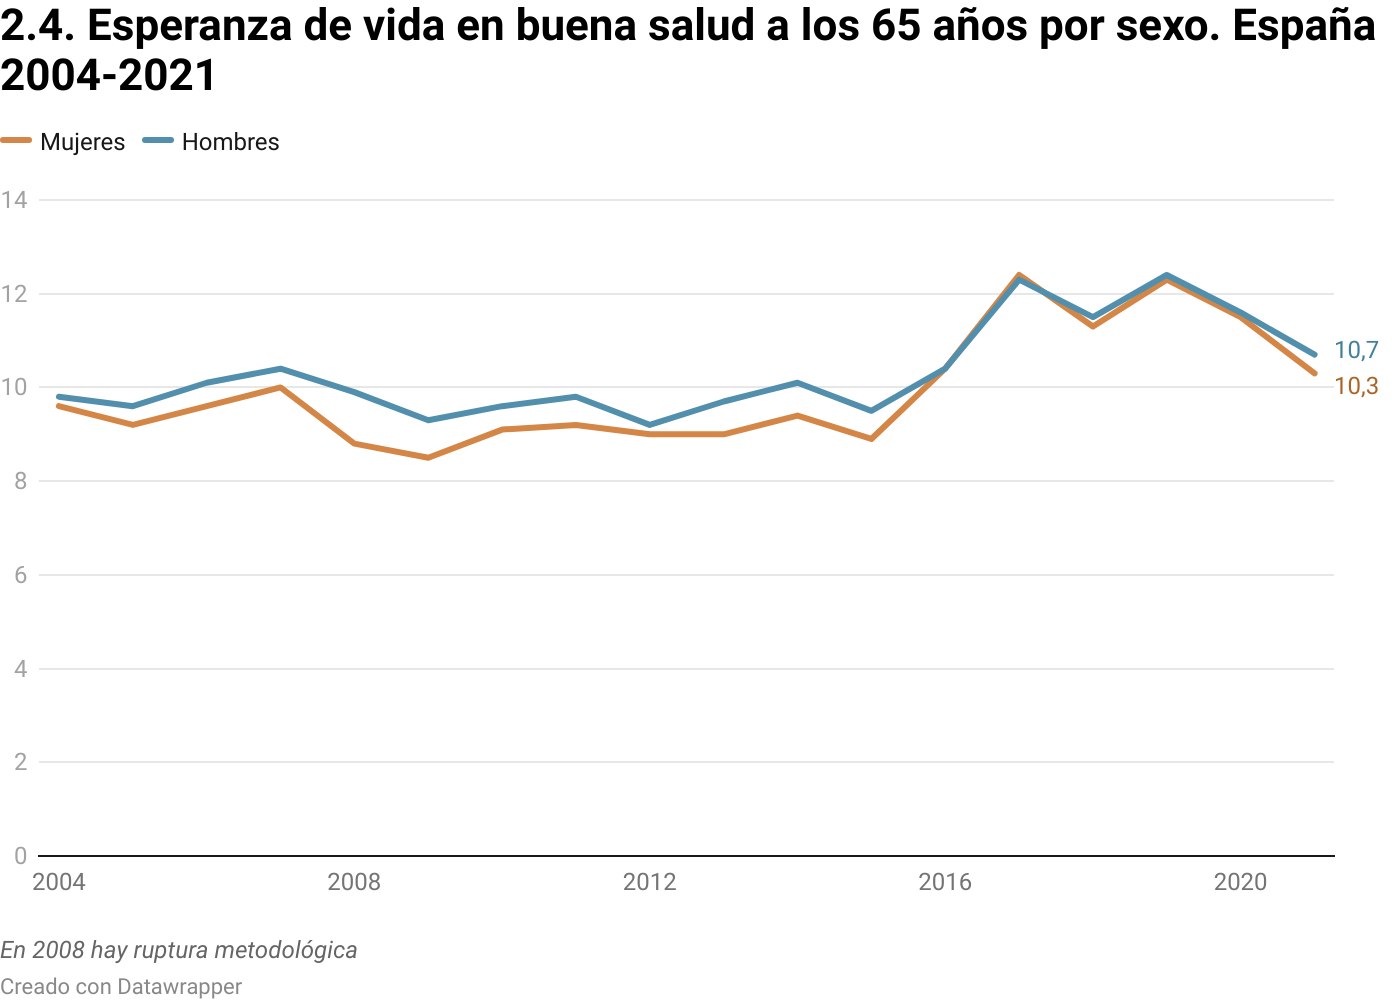 2.4. Esperanza de vida en buena salud a los 65 años por sexo. España
2004-2021
Mujeres Hombres
14
12
10,7
10
10,3
8
6
4
2
0
2004 2008 2012 2016 2020
En 2008 hay ruptura metodológica
Creado con Datawrapper